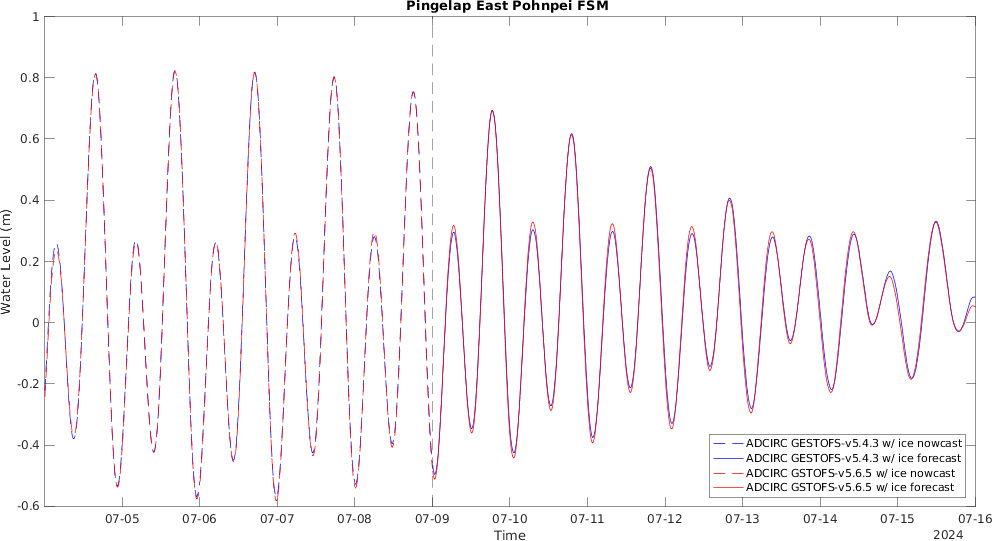 Pingelap East Pohnpei FSM
Water Level (m)
1
0.8
0.6
0.4
0.2
0
-0.2
-0.4
-0.6
07-05 07-06 07-07 07-08 07-09 07-10 07-11 07-12 07-13 07-14 07-15 07-16
Time
2024
ADCIRC GESTOFS-v5.4.3 w/ ice nowcast
ADCIRC GESTOFS-v5.4.3 w/ ice forecast
ADCIRC GSTOFS-v5.6.5 w/ ice nowcast
ADCIRC GSTOFS-v5.6.5 w/ ice forecast